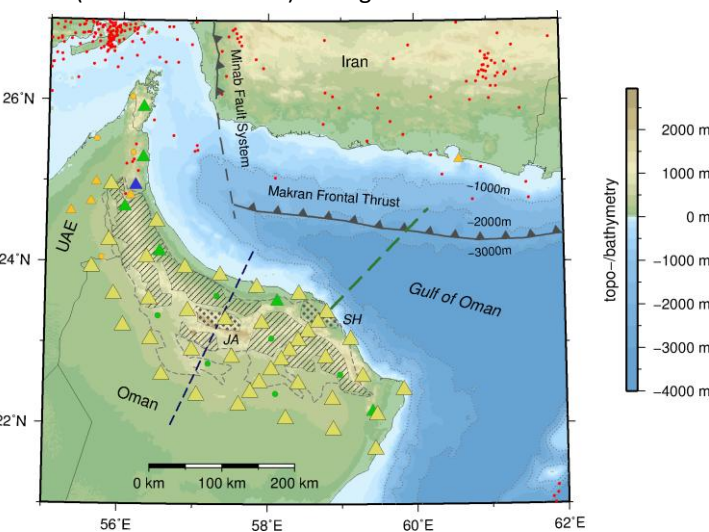 Iran
Minab Fault System
26°N
2000 m
Makran Frontal Thrust
−1000m
1000 m
−2000m
0 m
UAE
−3000m
24°N
−1000 m
topo−/bathymetry
Gulf of Oman
−2000 m
SH
JA
−3000 m
Oman
−4000 m
22°N
0 km 100 km 200 km
56°E 58°E 60°E 62°E